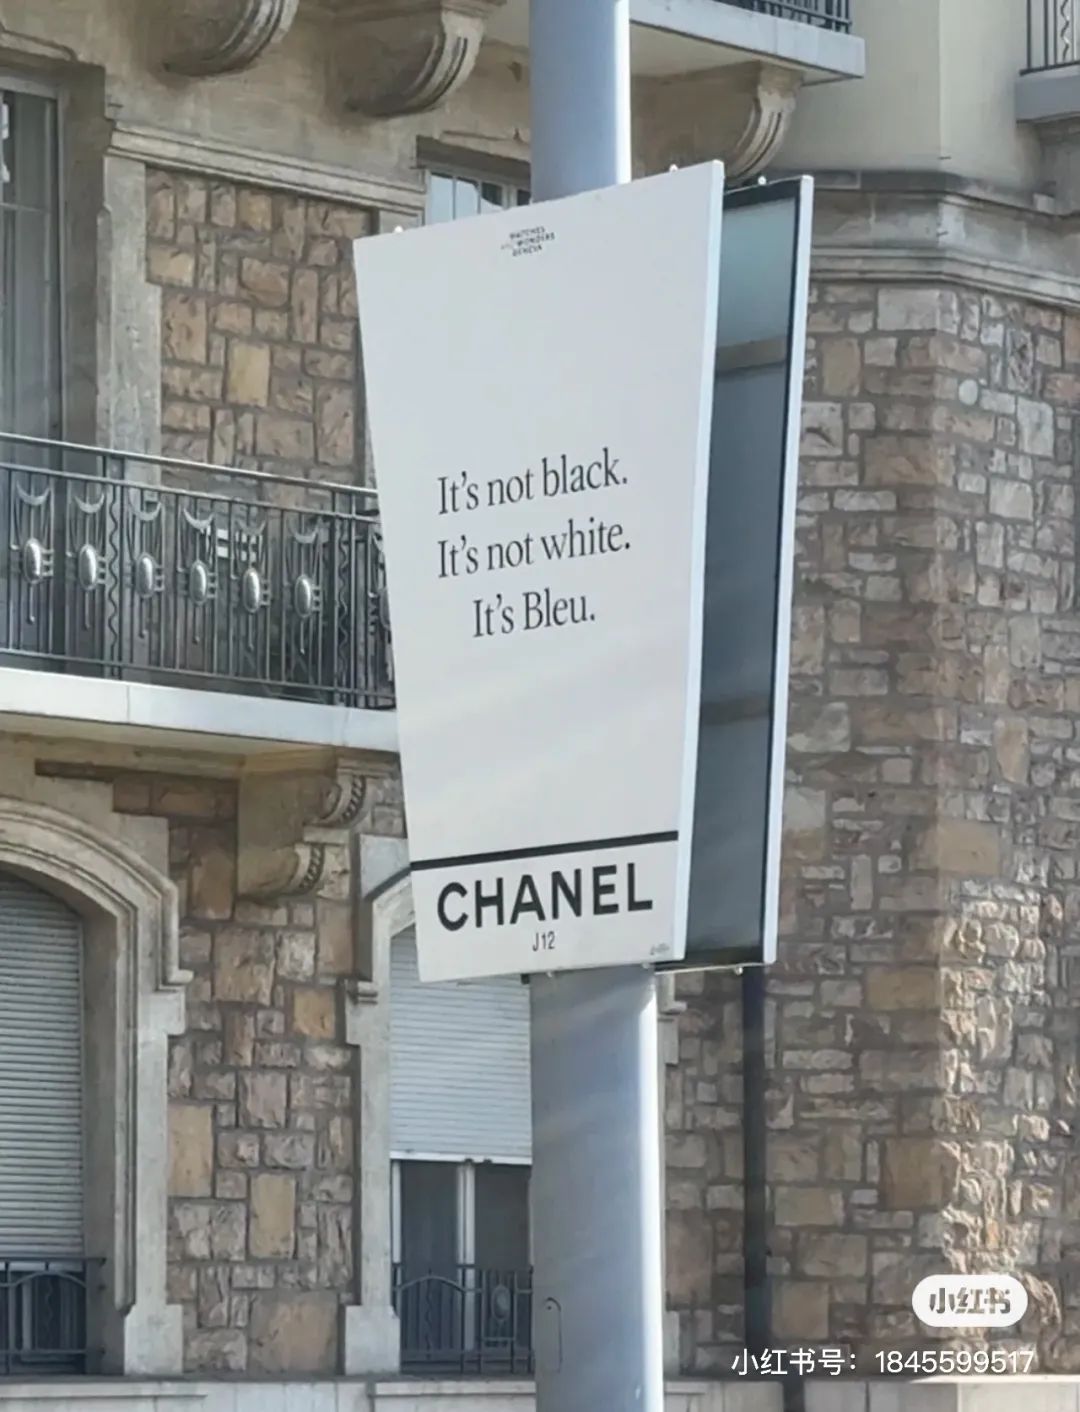 WATCHES
AND WONDERS
GENEVA
It's not black.
It's not white.
It's Bleu.
CHANEL
J12
小红书
小红书号：1845599517